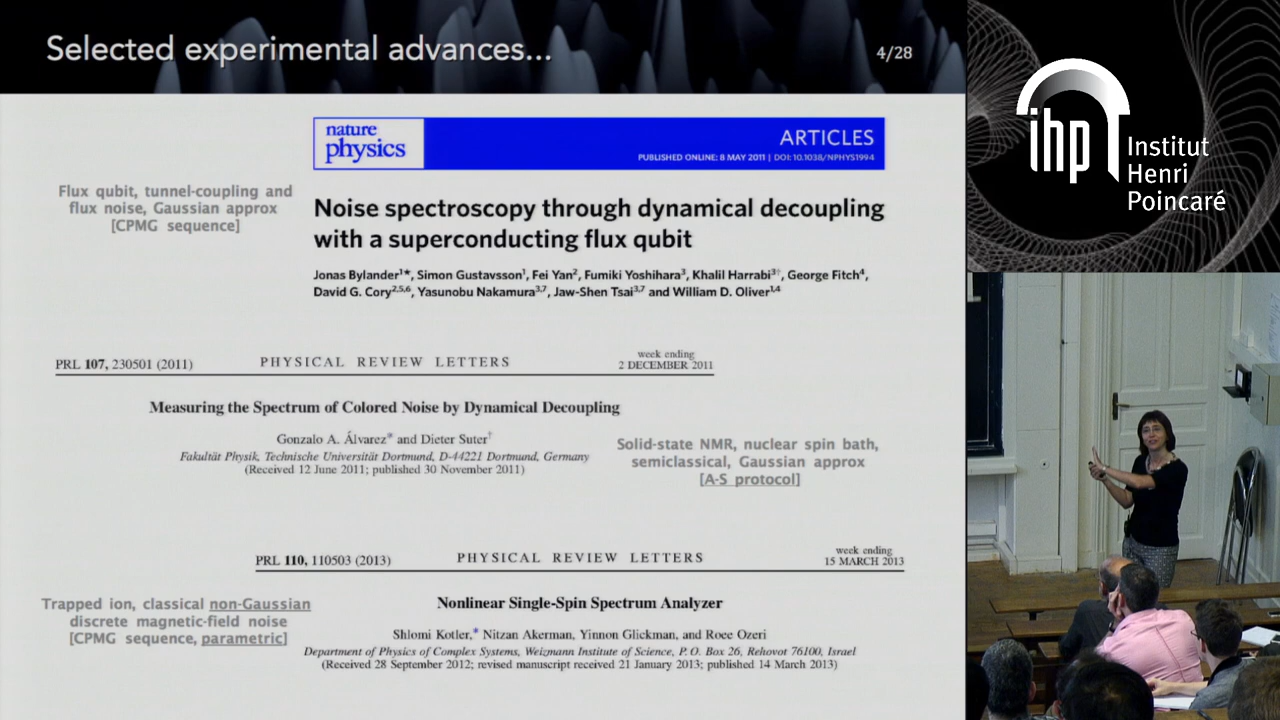 Selected experimental advances...
4/28
nature
physics
ARTICLES
PUBLISHED ONLINE: 8 MAY 2011 | DOI: 10.1038/NPHYS1994
Flux qubit, tunnel-coupling and
flux noise, Gaussian approx
[CPMG sequence]
Noise spectroscopy through dynamical decoupling
with a superconducting flux qubit
Jonas Bylander1*, Simon Gustavsson1, Fei Yan2, Fumiki Yoshihara3, Khalil Harrabi3†, George Fitch4,
David G. Cory2,5,6, Yasunobu Nakamura3,7, Jaw-Shen Tsai3,7 and William D. Oliver1,4
PRL 107, 230501 (2011)
PHYSICAL REVIEW LETTERS
week ending
2 DECEMBER 2011
Measuring the Spectrum of Colored Noise by Dynamical Decoupling
Gonzalo A. Álvarez* and Dieter Suter†
Fakultät Physik, Technische Universität Dortmund, D-44221 Dortmund, Germany
(Received 12 June 2011; published 30 November 2011)
Solid-state NMR, nuclear spin bath,
semiclassical, Gaussian approx
[A-S protocol]
PRL 110, 110503 (2013)
PHYSICAL REVIEW LETTERS
week ending
15 MARCH 2013
Trapped ion, classical non-Gaussian
discrete magnetic-field noise
[CPMG sequence, parametric]
Nonlinear Single-Spin Spectrum Analyzer
Shlomi Kotler,* Nitzan Akerman, Yinnon Glickman, and Roee Ozeri
Department of Physics of Complex Systems, Weizmann Institute of Science, P.O. Box 26, Rehovot 76100, Israel
(Received 28 September 2012; revised manuscript received 21 January 2013; published 14 March 2013)
ihp
Institut
Henri
Poincaré